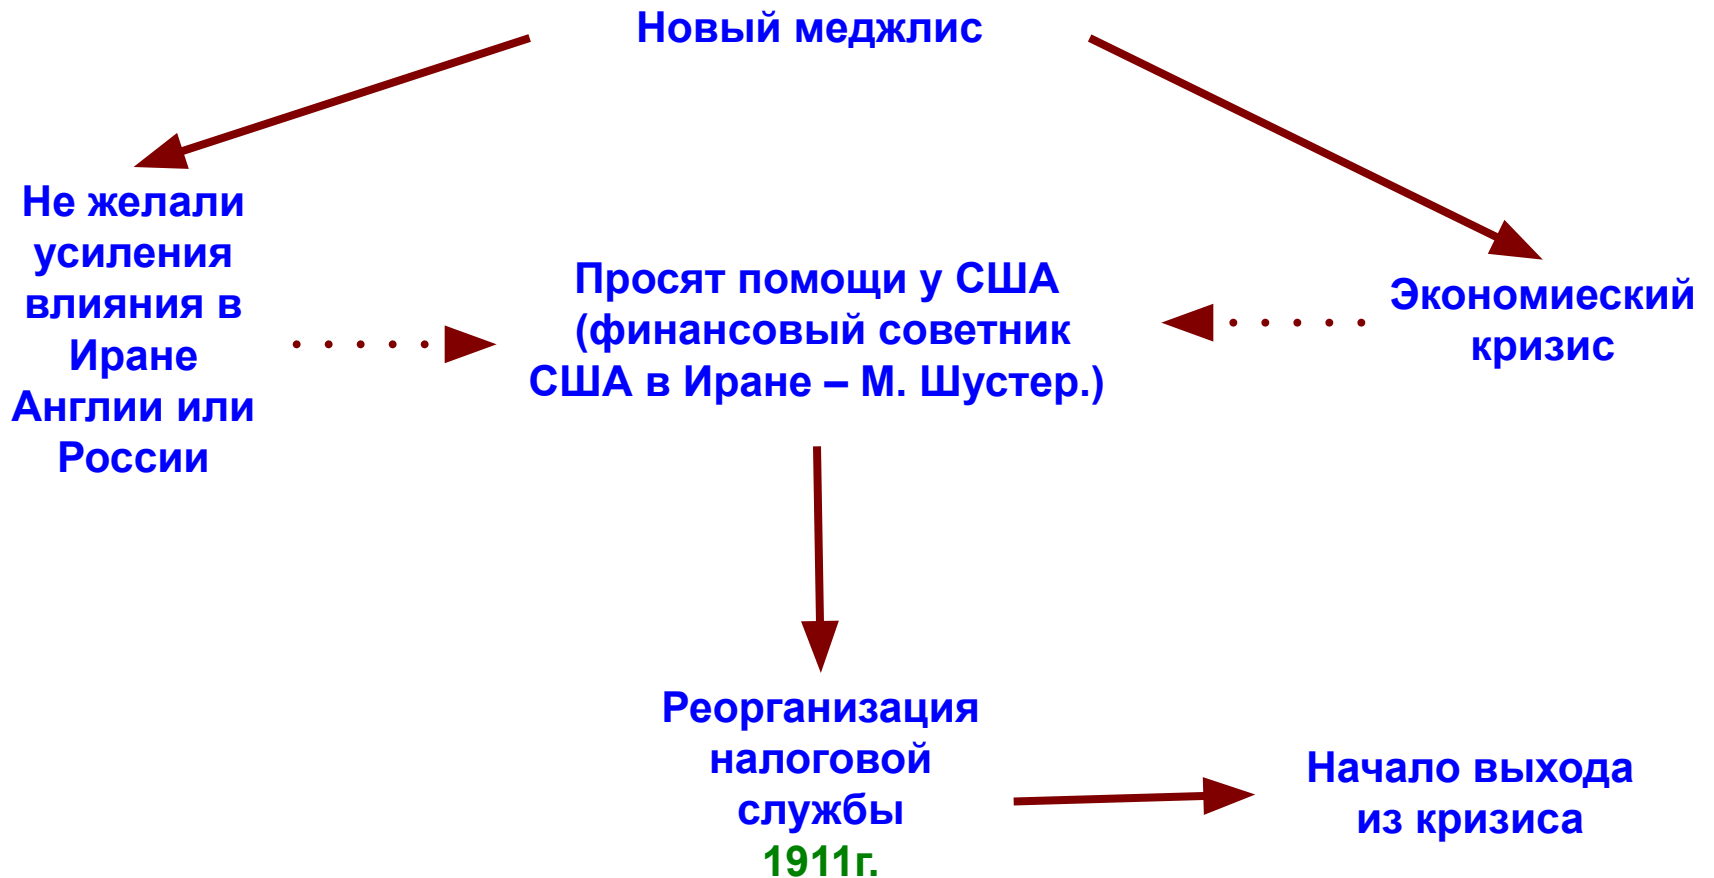 Новый меджлис
Не желали
усиления
влияния в
Иране
Англии или
России
Просят помощи у США
(финансовый советник
США в Иране – М. Шустер.)
Экономиеский
кризис
Реорганизация
налоговой
службы
1911г.
Начало выхода
из кризиса